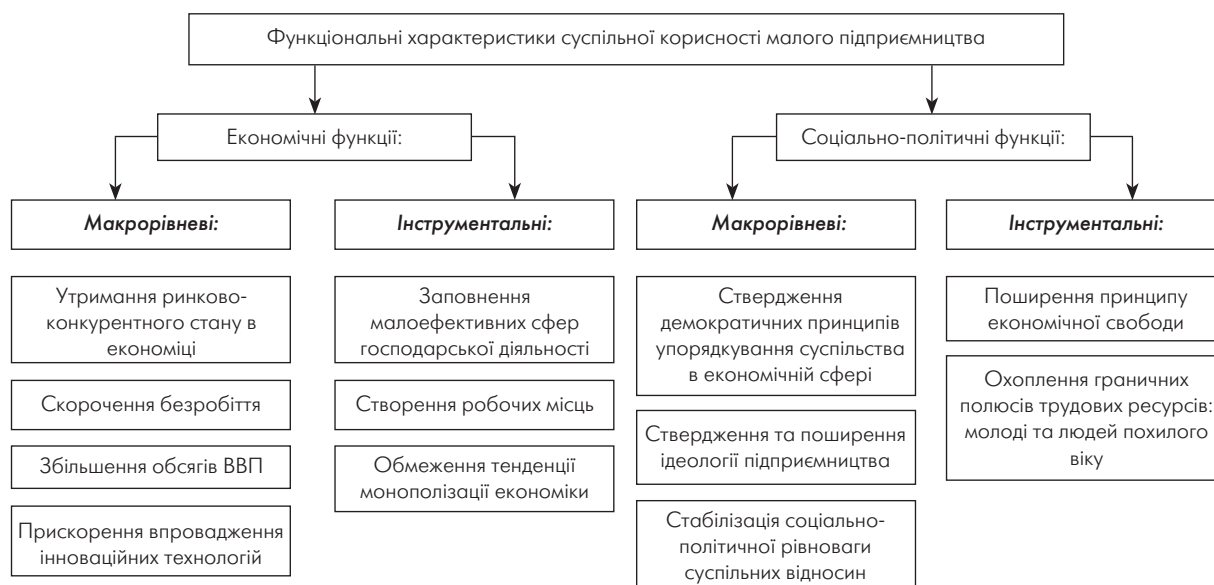 Функціональні характеристики суспільної корисності малого підприємництва
Економічні функції:
Соціально-політичні функції:
Макрорівневі:
Інструментальні:
Макрорівневі:
Інструментальні:
Утримання ринково-
конкурентного стану в
економіці
Скорочення безробіття
Збільшення обсягів ВВП
Прискорення впровадження
інноваційних технологій
Заповнення
малоефективних сфер
господарської діяльності
Створення робочих місць
Обмеження тенденції
монополізації економіки
Ствердження
демократичних принципів
упорядкування суспільства
в економічній сфері
Ствердження та поширення
ідеології підприємництва
Стабілізація соціально-
політичної рівноваги
суспільних відносин
Поширення принципу
економічної свободи
Охоплення граничних
полюсів трудових ресурсів:
молоді та людей похилого
віку